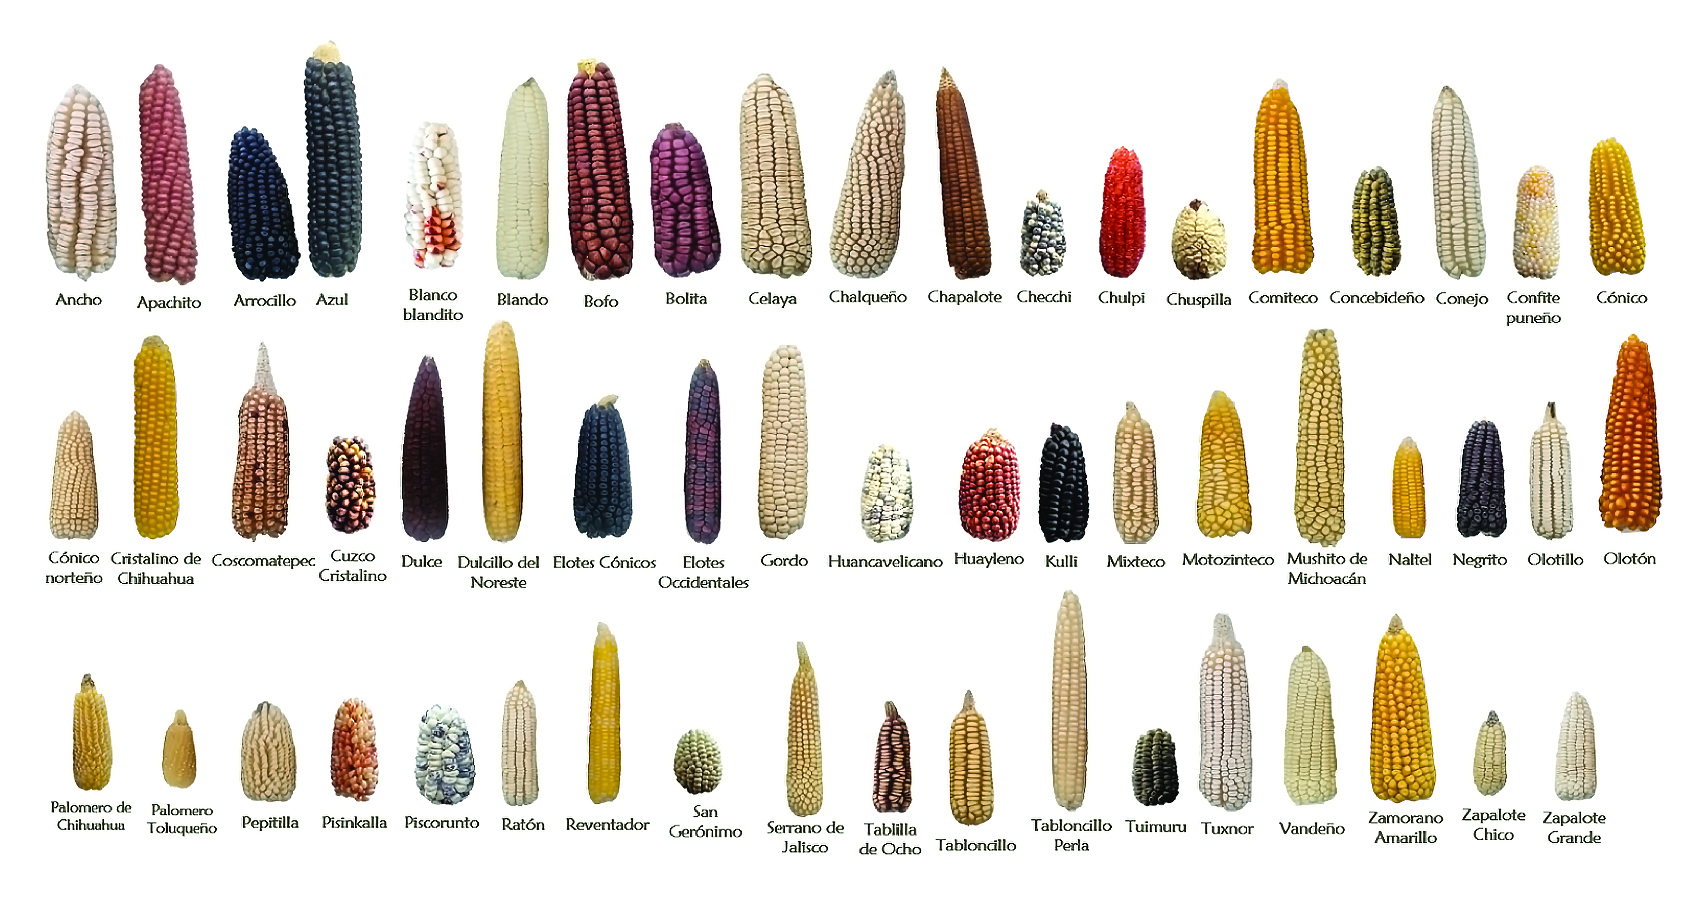 Ancho
Apachito
Arrocillo
Azul
Blanco
blandito
Blando
Bofo
Bolita
Celaya
Chalqueño
Chapalote
Checchi
Chulpi
Chuspilla
Comiteco
Concebideño
Conejo
Confite
puneño
Cónico
Cónico
norteño
Cristalino de
Chihuahua
Coscomatepec
Cuzco
Cristalino
Dulce
Dulcillo del
Noreste
Elotes Cónicos
Elotes
Occidentales
Gordo
Huancavelicano
Huayleno
Kulli
Mixteco
Motozinteco
Mushito de
Michoacán
Naltel
Negrito
Olotillo
Olotón
Palomero de
Chihuahua
Palomero
Toluqueño
Pepitilla
Pisinkalla
Piscorunto
Ratón
Reventador
San
Gerónimo
Serrano de
Jalisco
Tablilla
de Ocho
Tabloncillo
Tabloncillo
Perla
Tuimuru
Tuxnor
Vandeño
Zamorano
Amarillo
Zapalote
Chico
Zapalote
Grande